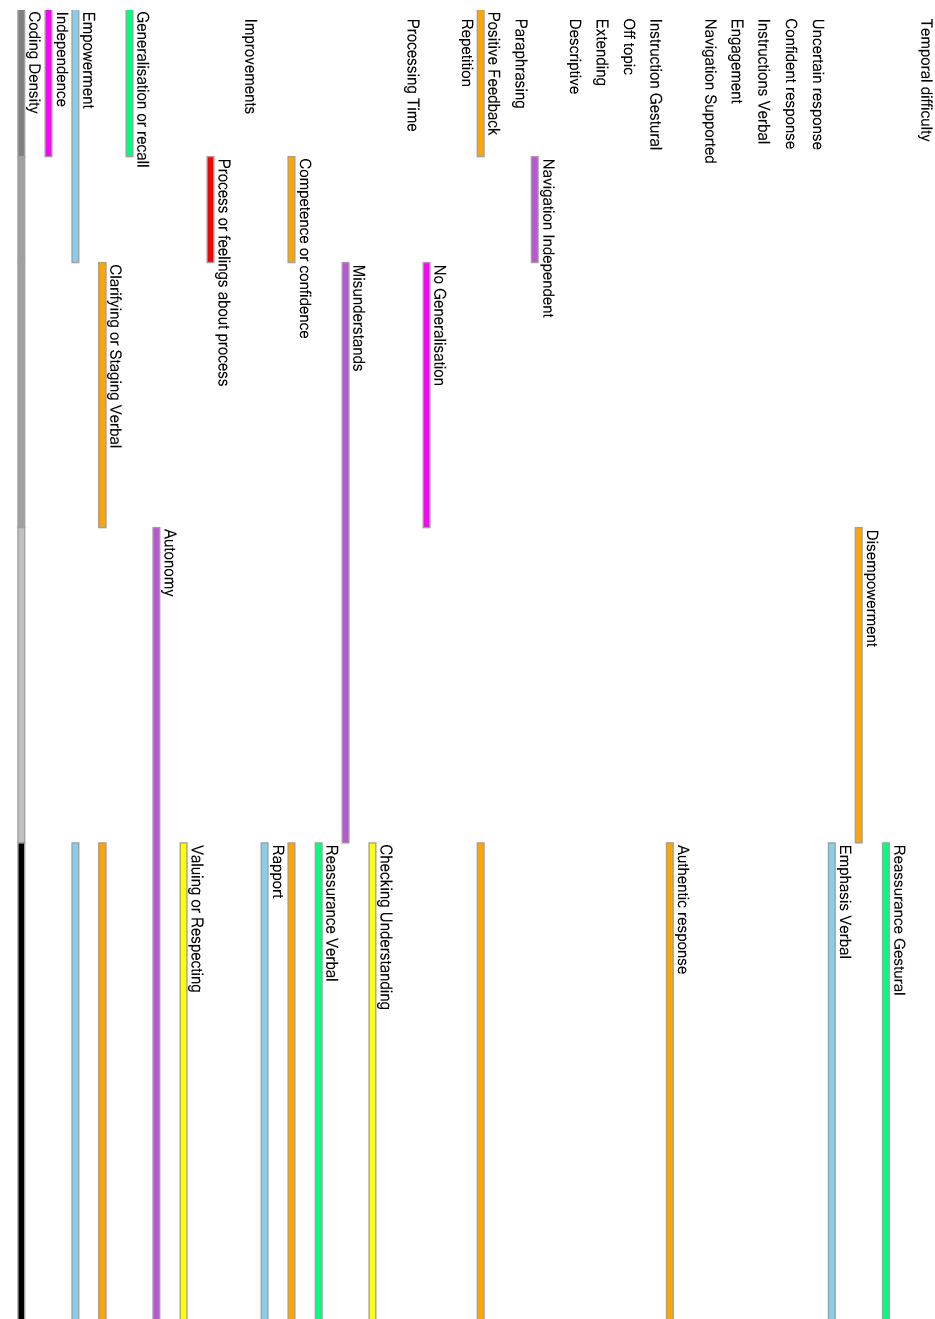 Temporal difficulty
Reassurance Gestural
Disempowerment
Emphasis Verbal
Uncertain response
Confident response
Instructions Verbal
Engagement
Navigation Supported
Authentic response
Instruction Gestural
Off topic
Extending
Descriptive
Navigation Independent
Paraphrasing
Positive Feedback
Repetition
No Generalisation
Processing Time
Checking Understanding
Misunderstands
Reassurance Verbal
Competence or confidence
Rapport
Improvements
Process or feelings about process
Valuing or Respecting
Autonomy
Generalisation or recall
Clarifying or Staging Verbal
Empowerment
Independence
Coding Density